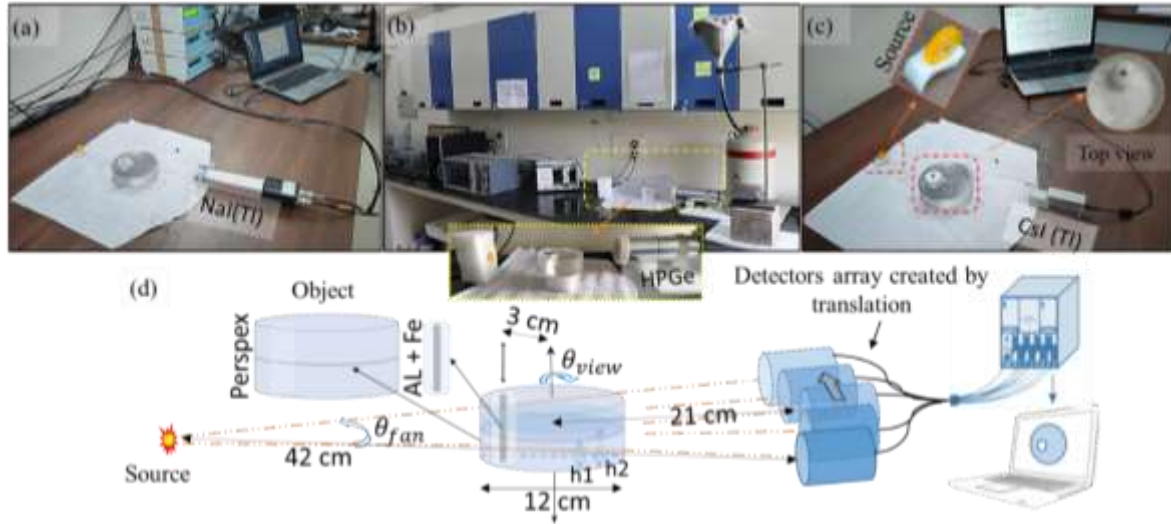 (a)
NaI(Tl)
(b)
HPGe
(c)
Source
Top view
CsI (Tl)
(d)
Object
Perspex
AL + Fe
3 cm
θview
Detectors array created by
translation
θfan
21 cm
42 cm
Source
h1
h2
12 cm